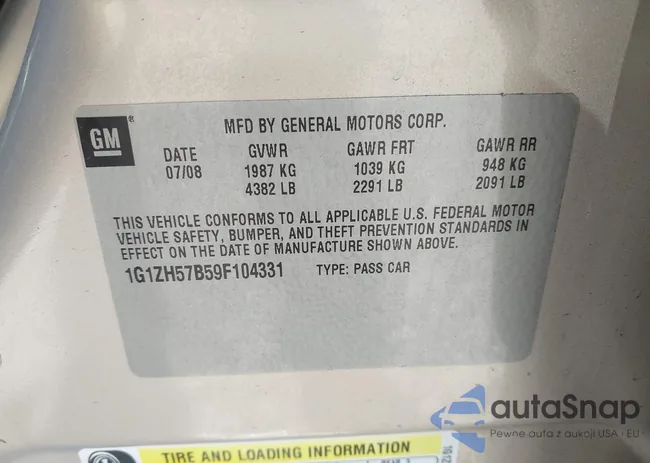 GM ®
MFD BY GENERAL MOTORS CORP.
DATE GVWR GAWR FRT GAWR RR
07/08 1987 KG 1039 KG 948 KG
4382 LB 2291 LB 2091 LB
THIS VEHICLE CONFORMS TO ALL APPLICABLE U.S. FEDERAL MOTOR
VEHICLE SAFETY, BUMPER, AND THEFT PREVENTION STANDARDS IN
EFFECT ON THE DATE OF MANUFACTURE SHOWN ABOVE.
1G1ZH57B59F104331 TYPE: PASS CAR
autoSnap
Pewne auta z aukcji USA i EU
TIRE AND LOADING INFORMATION